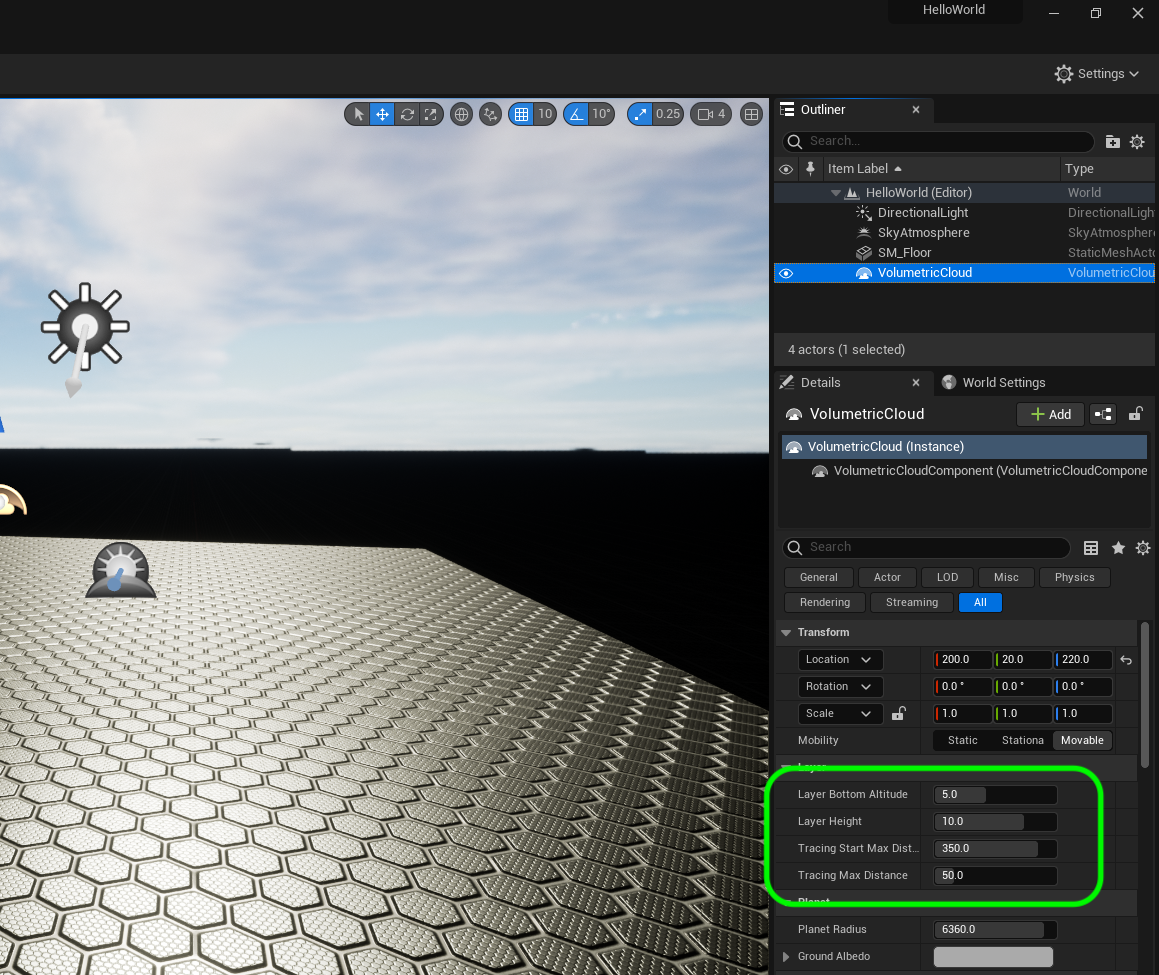 HelloWorld
Settings
10 10° 0.25 4
Outliner
Search...
Item Label Type
HelloWorld (Editor) World
DirectionalLight DirectionalLigh
SkyAtmosphere SkyAtmosphere
SM_Floor StaticMeshActo
VolumetricCloud VolumetricClou
4 actors (1 selected)
Details World Settings
VolumetricCloud Add
VolumetricCloud (Instance)
VolumetricCloudComponent (VolumetricCloudCompone
Search
General Actor LOD Misc Physics
Rendering Streaming All
Transform
Location 200.0 20.0 220.0
Rotation 0.0 ° 0.0 ° 0.0 °
Scale 1.0 1.0 1.0
Mobility Static Stationa Movable
Layer
Layer Bottom Altitude 5.0
Layer Height 10.0
Tracing Start Max Dist... 350.0
Tracing Max Distance 50.0
Planet
Planet Radius 6360.0
Ground Albedo